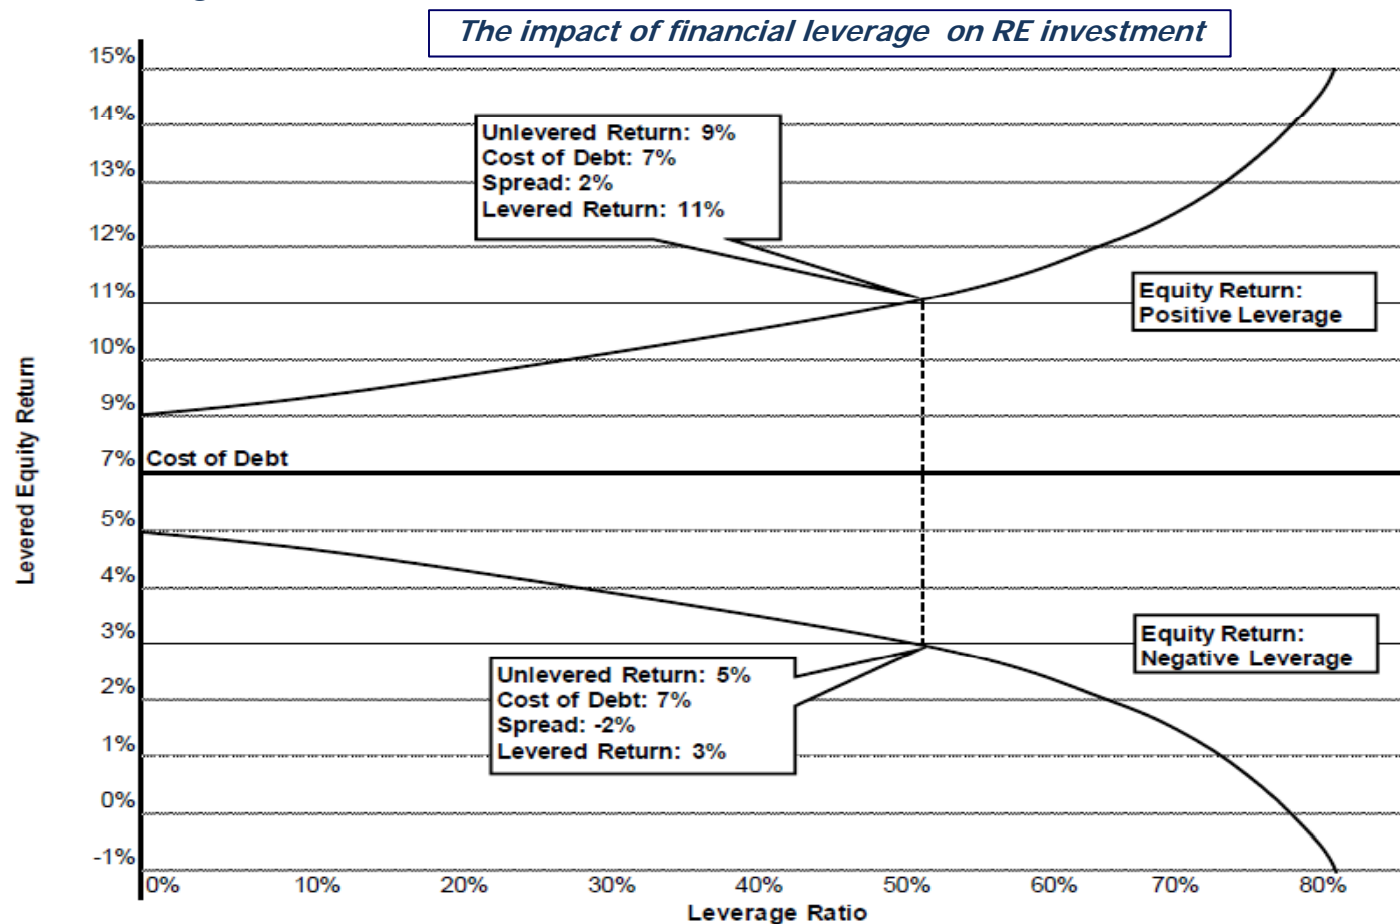 The impact of financial leverage on RE investment
15%
14%
13%
12%
11%
10%
9%
7%
5%
4%
3%
2%
1%
0%
-1%
Levered Equity Return
Unlevered Return: 9%
Cost of Debt: 7%
Spread: 2%
Levered Return: 11%
Equity Return:
Positive Leverage
Cost of Debt
Equity Return:
Negative Leverage
Unlevered Return: 5%
Cost of Debt: 7%
Spread: -2%
Levered Return: 3%
0% 10% 20% 30% 40% 50% 60% 70% 80%
Leverage Ratio